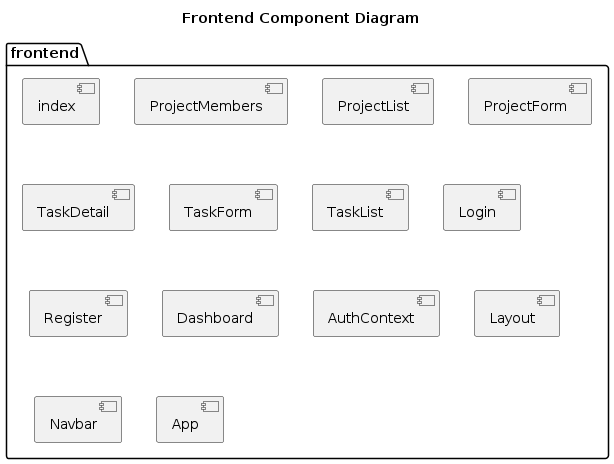 Frontend Component Diagram
frontend
index
ProjectMembers
ProjectList
ProjectForm
TaskDetail
TaskForm
TaskList
Login
Register
Dashboard
AuthContext
Layout
Navbar
App